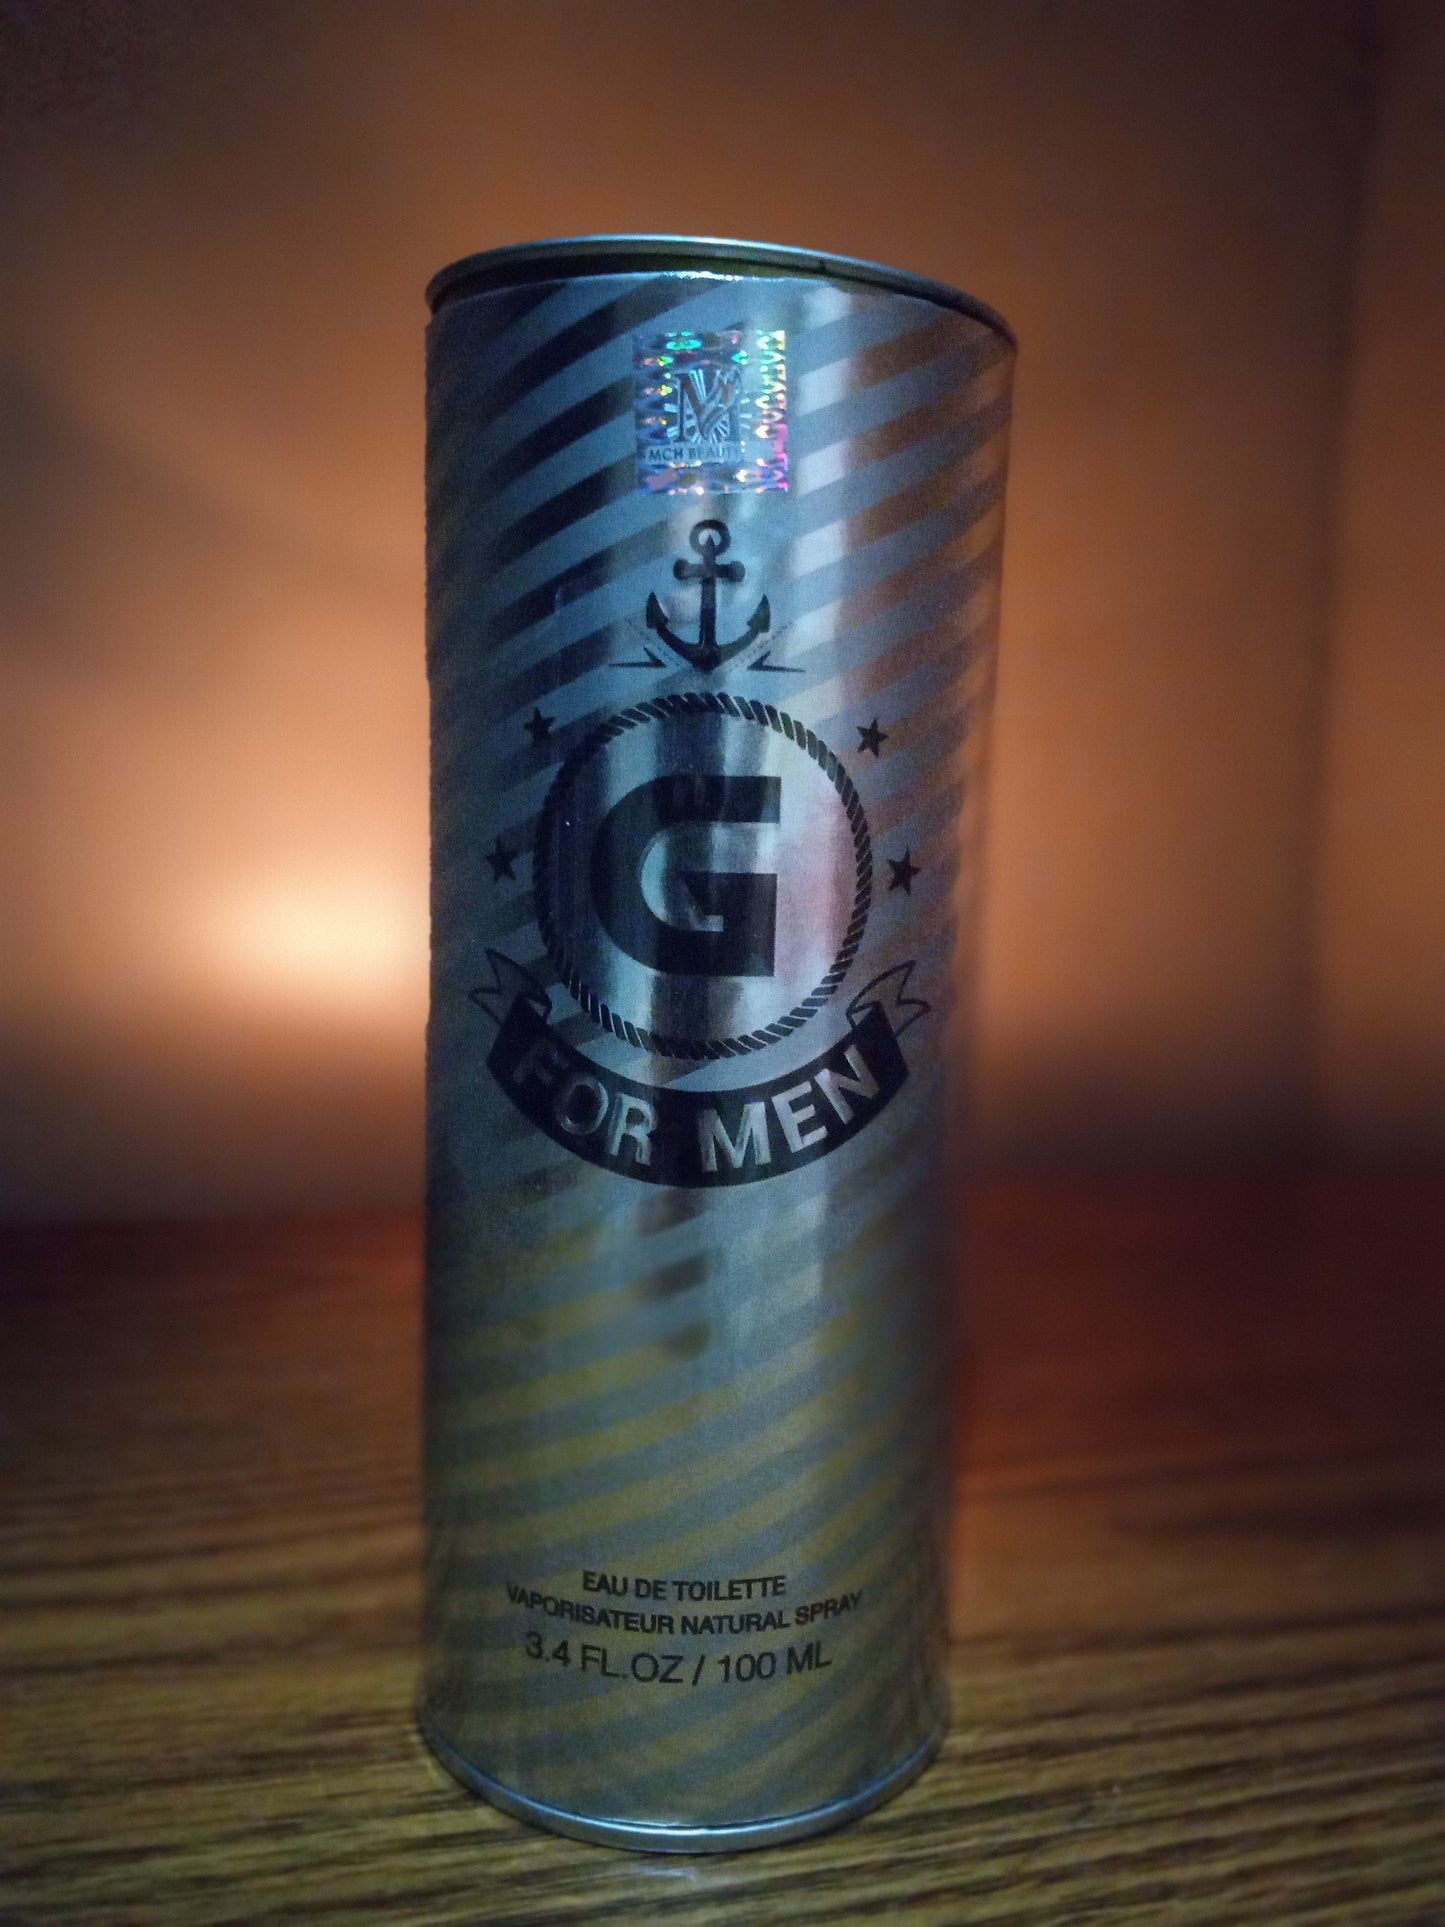 M
MCH BEAUTY
G
FOR MEN
EAU DE TOILETTE
VAPORISATEUR NATURAL SPRAY
3.4 FL.OZ / 100 ML